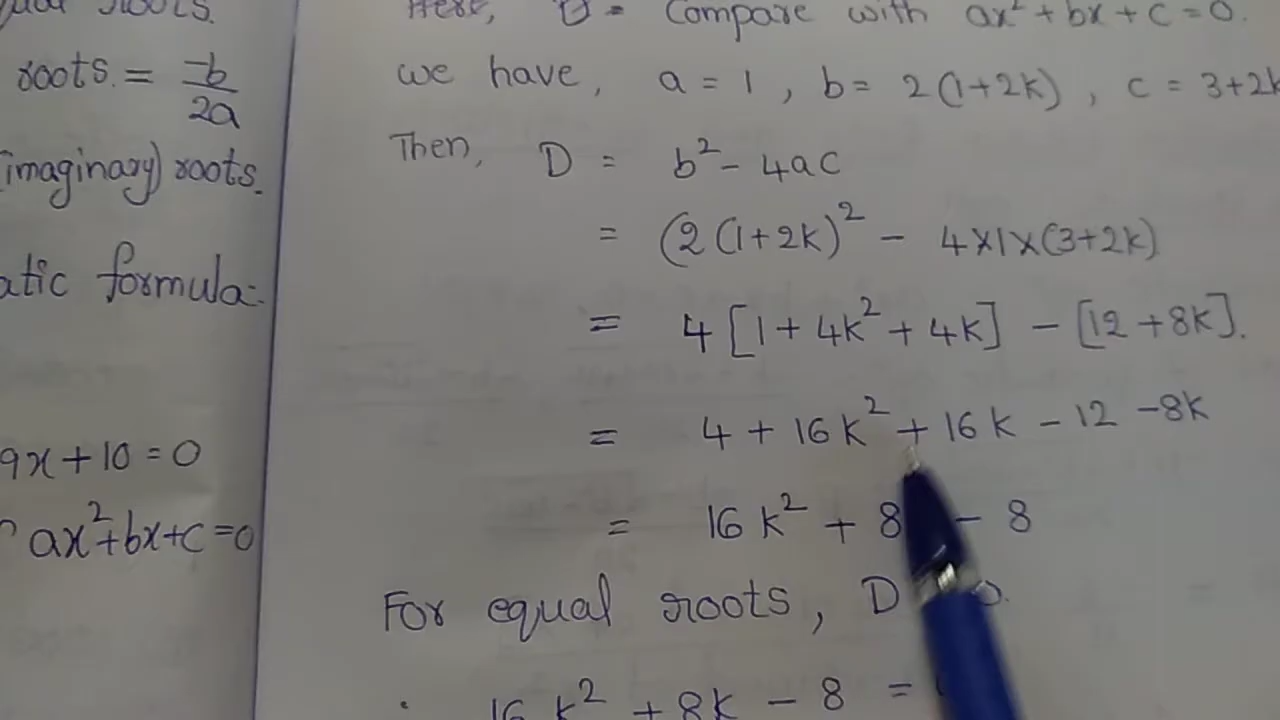 roots.
roots. = -b/2a
(imaginary) roots.
atic formula:
9x + 10 = 0
ax² + bx + c = 0
Here, D = Compare with ax² + bx + c = 0.
we have, a = 1, b = 2(1+2k), c = 3+2k
Then, D = b² - 4ac
= (2(1+2k)² - 4×1×(3+2k)
= 4[1 + 4k² + 4k] - [12 + 8k].
= 4 + 16k² + 16k - 12 - 8k
= 16k² + 8 - 8
For equal roots, D 0.
∴ 16k² + 8k - 8 =